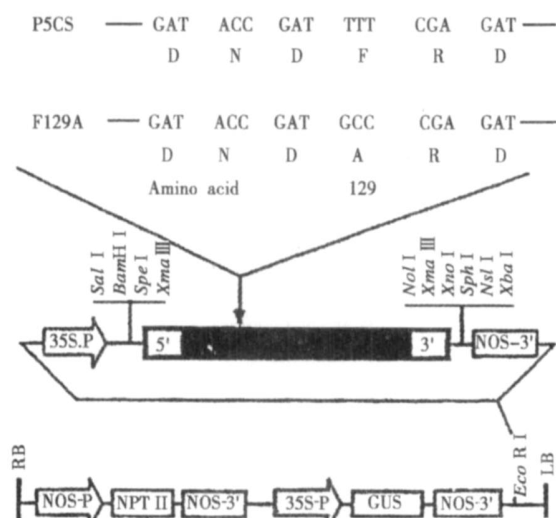 P5CS GAT ACC GAT TTT CGA GAT
D N D F R D
F129A GAT ACC GAT GCC CGA GAT
D N D A R D
Amino acid 129
Sal I
BamH I
Spe I
Xma III
Nol I
Xma III
Xno I
Sph I
Nsl I
Xba I
35S.P 5' 3' NOS-3'
RB
EcoR I
LB
NOS-P NPT II NOS-3' 35S-P GUS NOS-3'